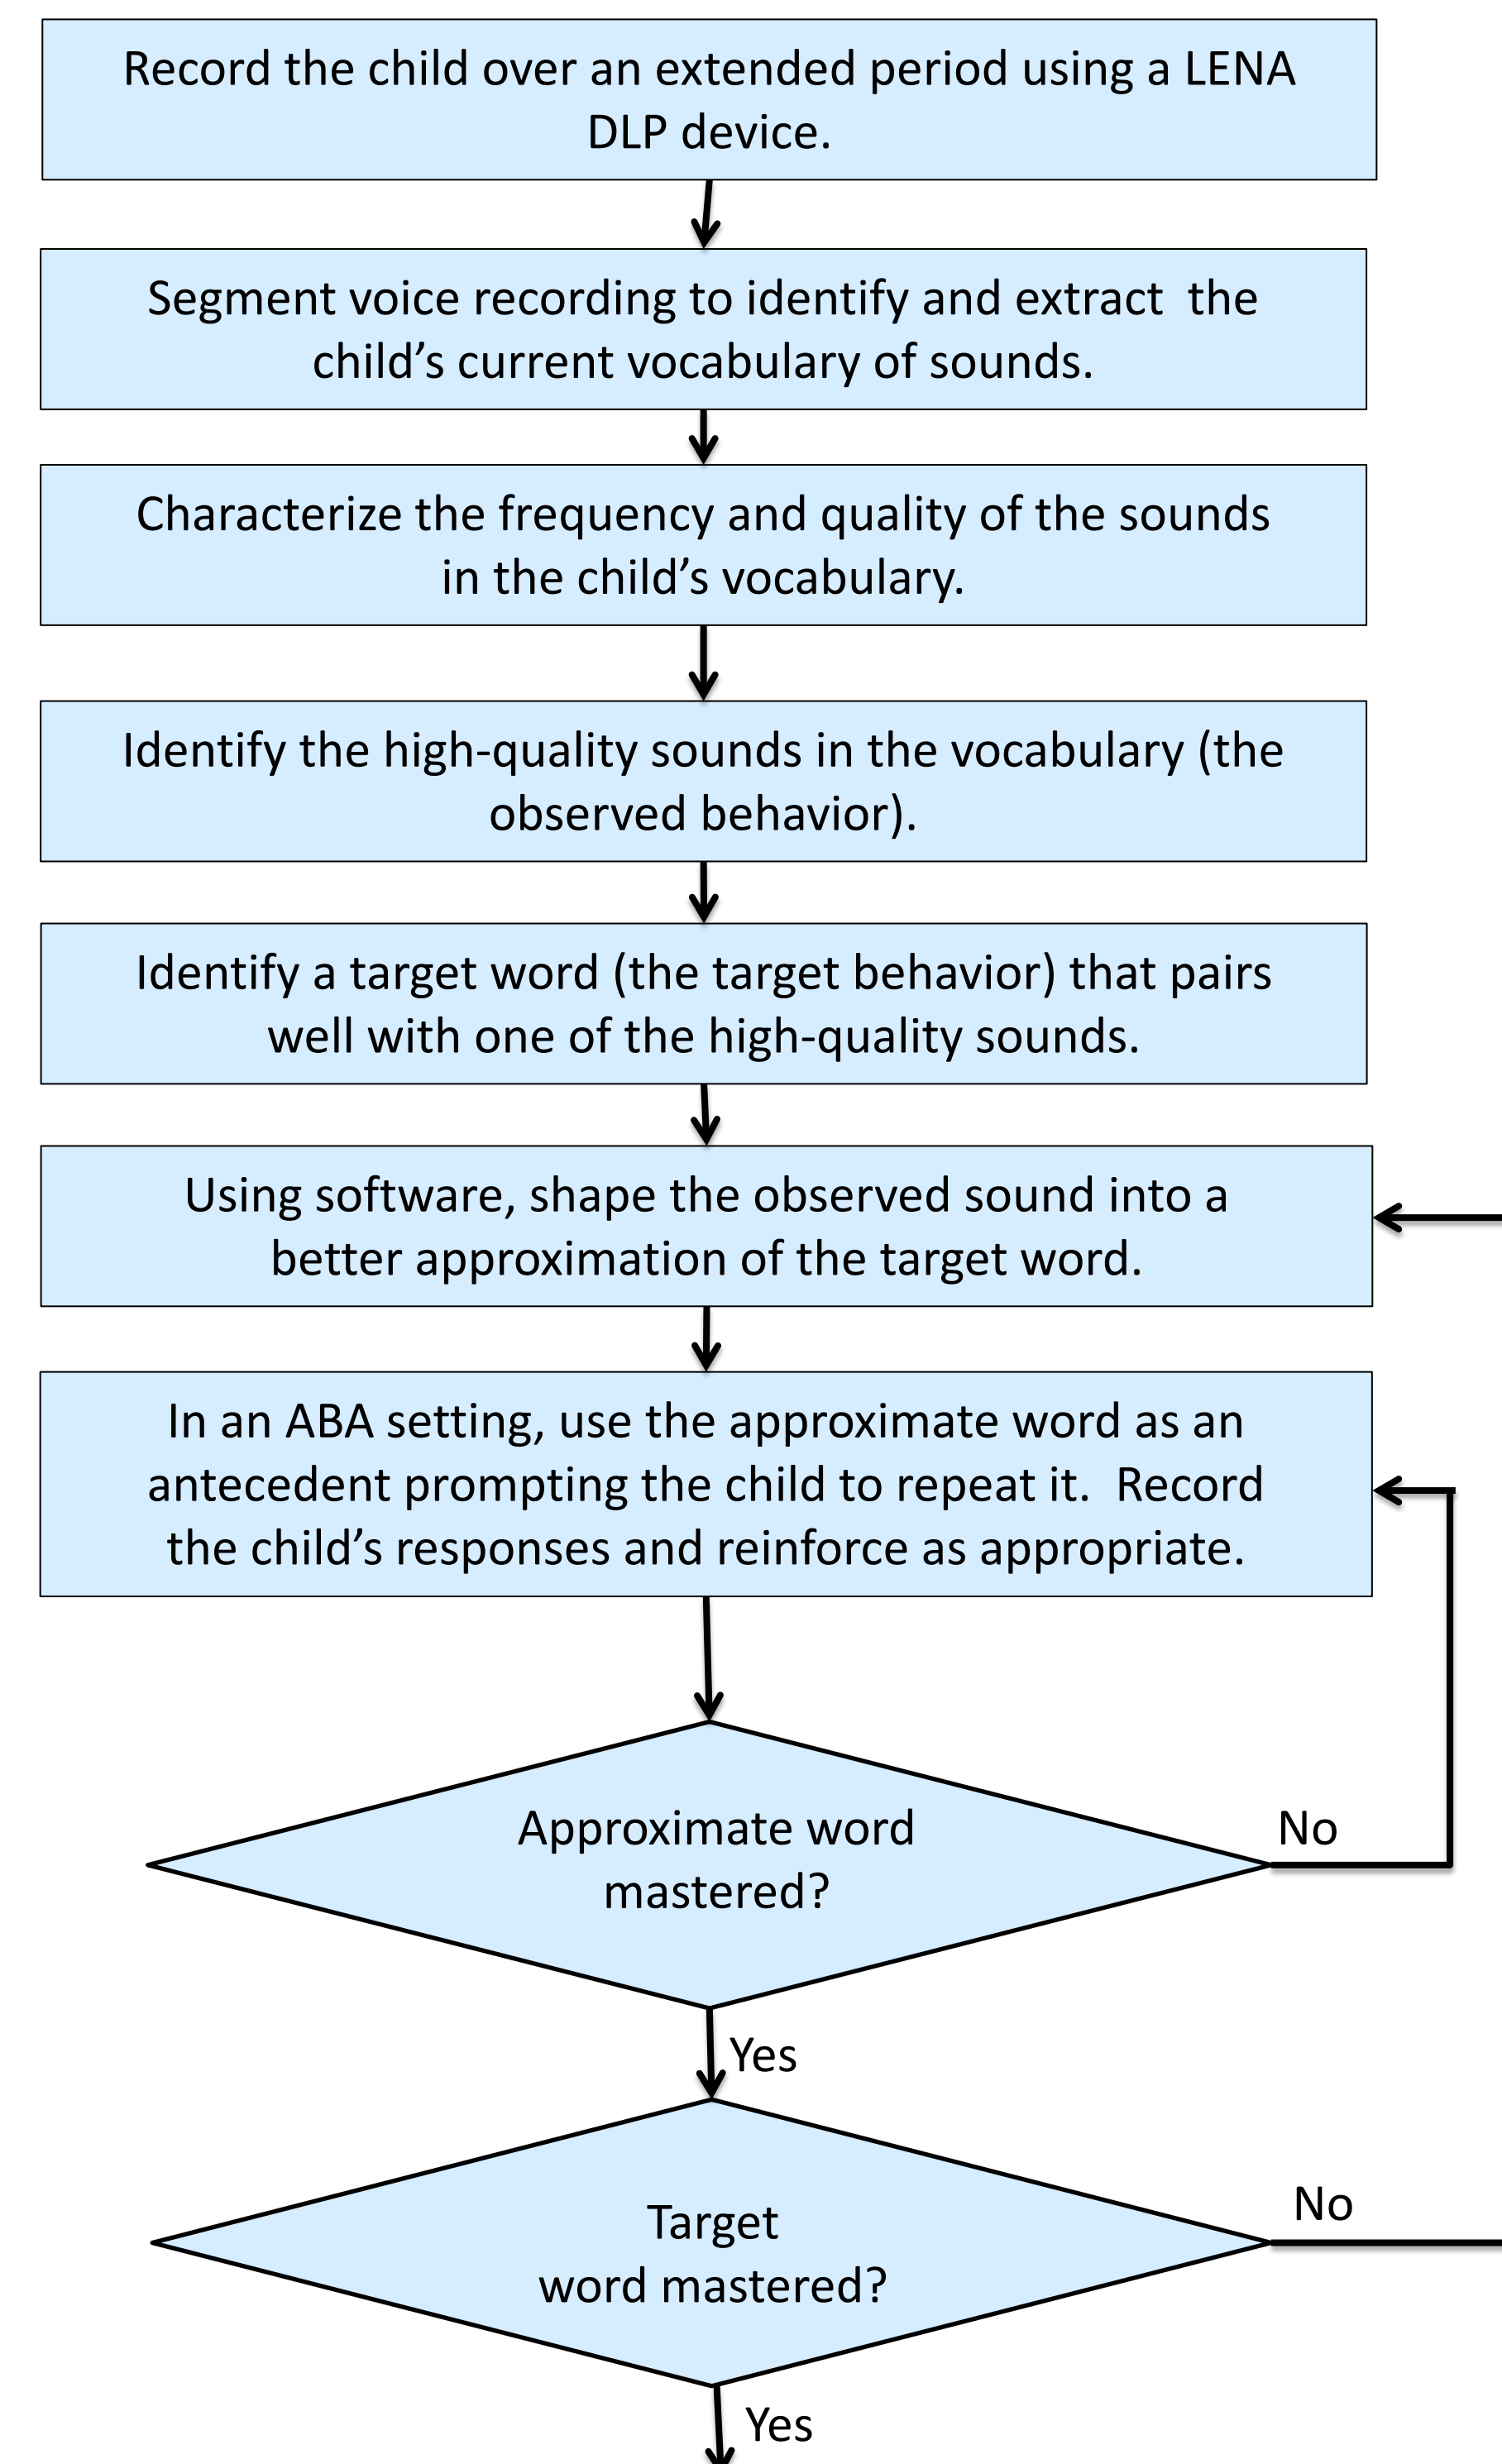 Record the child over an extended period using a LENA
DLP device.
Segment voice recording to identify and extract  the
child’s current vocabulary of sounds.
Characterize the frequency and quality of the sounds
in the child’s vocabulary.
Identify the high-quality sounds in the vocabulary (the
observed behavior).
Identify a target word (the target behavior) that pairs
well with one of the high-quality sounds.
Using software, shape the observed sound into a
better approximation of the target word.
In an ABA setting, use the approximate word as an
antecedent prompting the child to repeat it.  Record
the child’s responses and reinforce as appropriate.
Approximate word
mastered?
No
Yes
Target
word mastered?
No
Yes